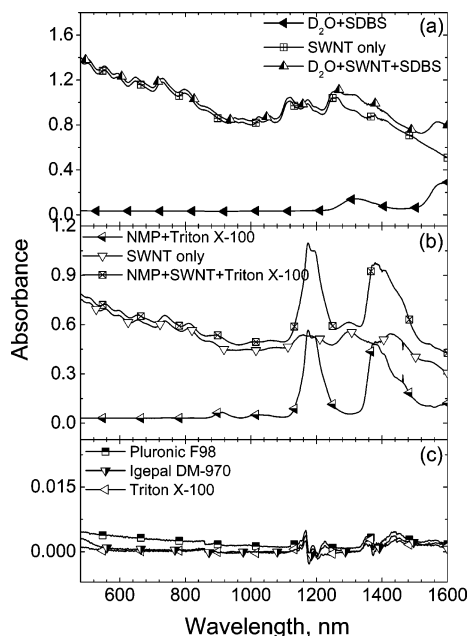 (a)
D₂O+SDBS
SWNT only
D₂O+SWNT+SDBS
1.6
1.2
0.8
0.4
0.0
1.2
(b)
NMP+Triton X-100
SWNT only
NMP+SWNT+Triton X-100
0.9
0.6
0.3
0.0
Absorbance
(c)
Pluronic F98
Igepal DM-970
Triton X-100
0.015
0.000
600 800 1000 1200 1400 1600
Wavelength, nm